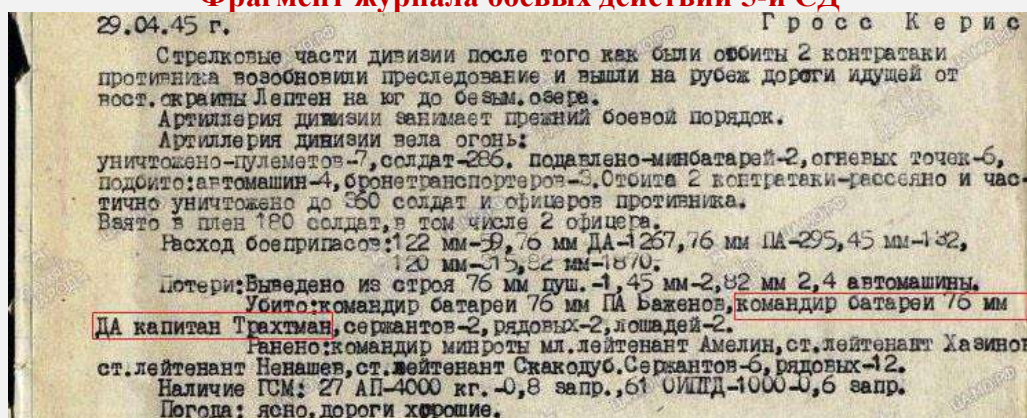 Фрагмент журнала боевых действий 5-й СД
29.04.45 г. Гросс Керис
Стрелковые части дивизии после того как были отбиты 2 контратаки
противника возобновили преследование и вышли на рубеж дороги идущей от
вост.окраины Лептен на юг до безым.озера.
Артиллерия дивизии занимает прежний боевой порядок.
Артиллерия дивизии вела огонь:
уничтожено-пулеметов-7,солдат-286. подавлено-минбатарей-2,огневых точек-6,
подбито:автомашин-4,бронетранспортеров-3.Отбита 2 контратаки-рассеяно и час-
тично уничтожено до 360 солдат и офицеров противника.
Взято в плен 180 солдат,в том числе 2 офицера.
Расход боеприпасов:122 мм-59,76 мм ДА-1267,76 мм ПА-295,45 мм-132,
120 мм-315,82 мм-1870.
Потери:Выведено из строя 76 мм пуш.-1,45 мм-2,82 мм 2,4 автомашины.
Убито:командир батареи 76 мм ПА Баженов,командир батареи 76 мм
ДА капитан Трахтман,сержантов-2,рядовых-2,лошадей-2.
Ранено:командир минроты мл.лейтенант Амелин,ст.лейтенант Хазинов
ст.лейтенант Ненашев,ст.лейтенант Скакодуб.Сержантов-6,рядовых-12.
Наличие ГСМ: 27 АП-4000 кг.-0,8 запр.,61 ОИПТД-1000-0,6 запр.
Погода: ясно,дороги хорошие.